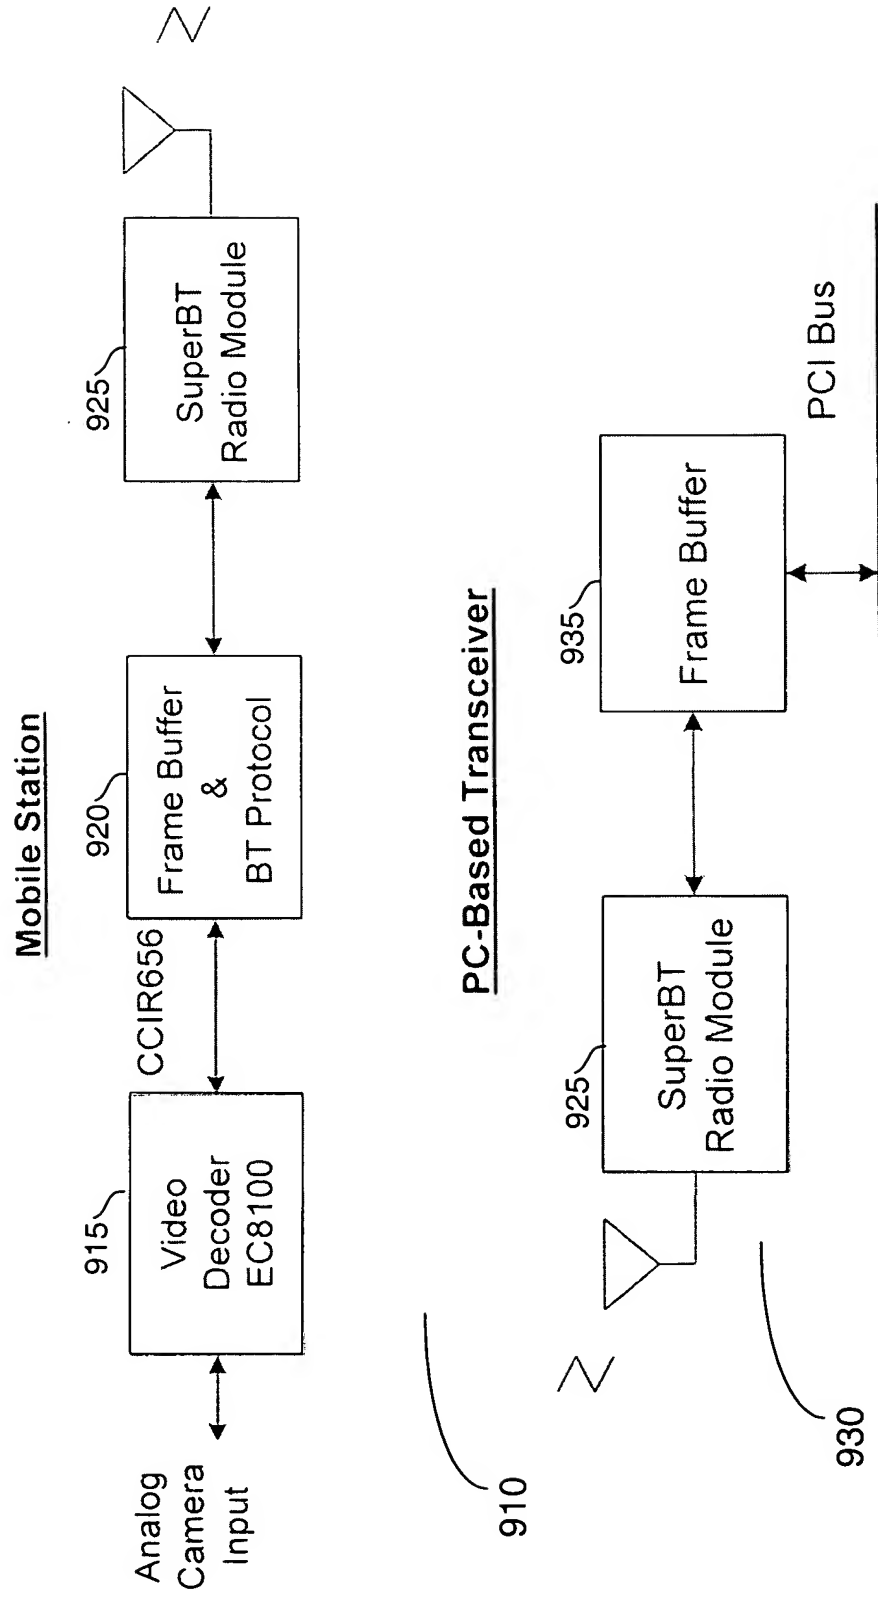 Mobile Station
Analog
Camera
Input
915
Video
Decoder
EC8100
CCIR656
920
Frame Buffer
&
BT Protocol
925
SuperBT
Radio Module
910
PC-Based Transceiver
925
SuperBT
Radio Module
935
Frame Buffer
PCI Bus
930